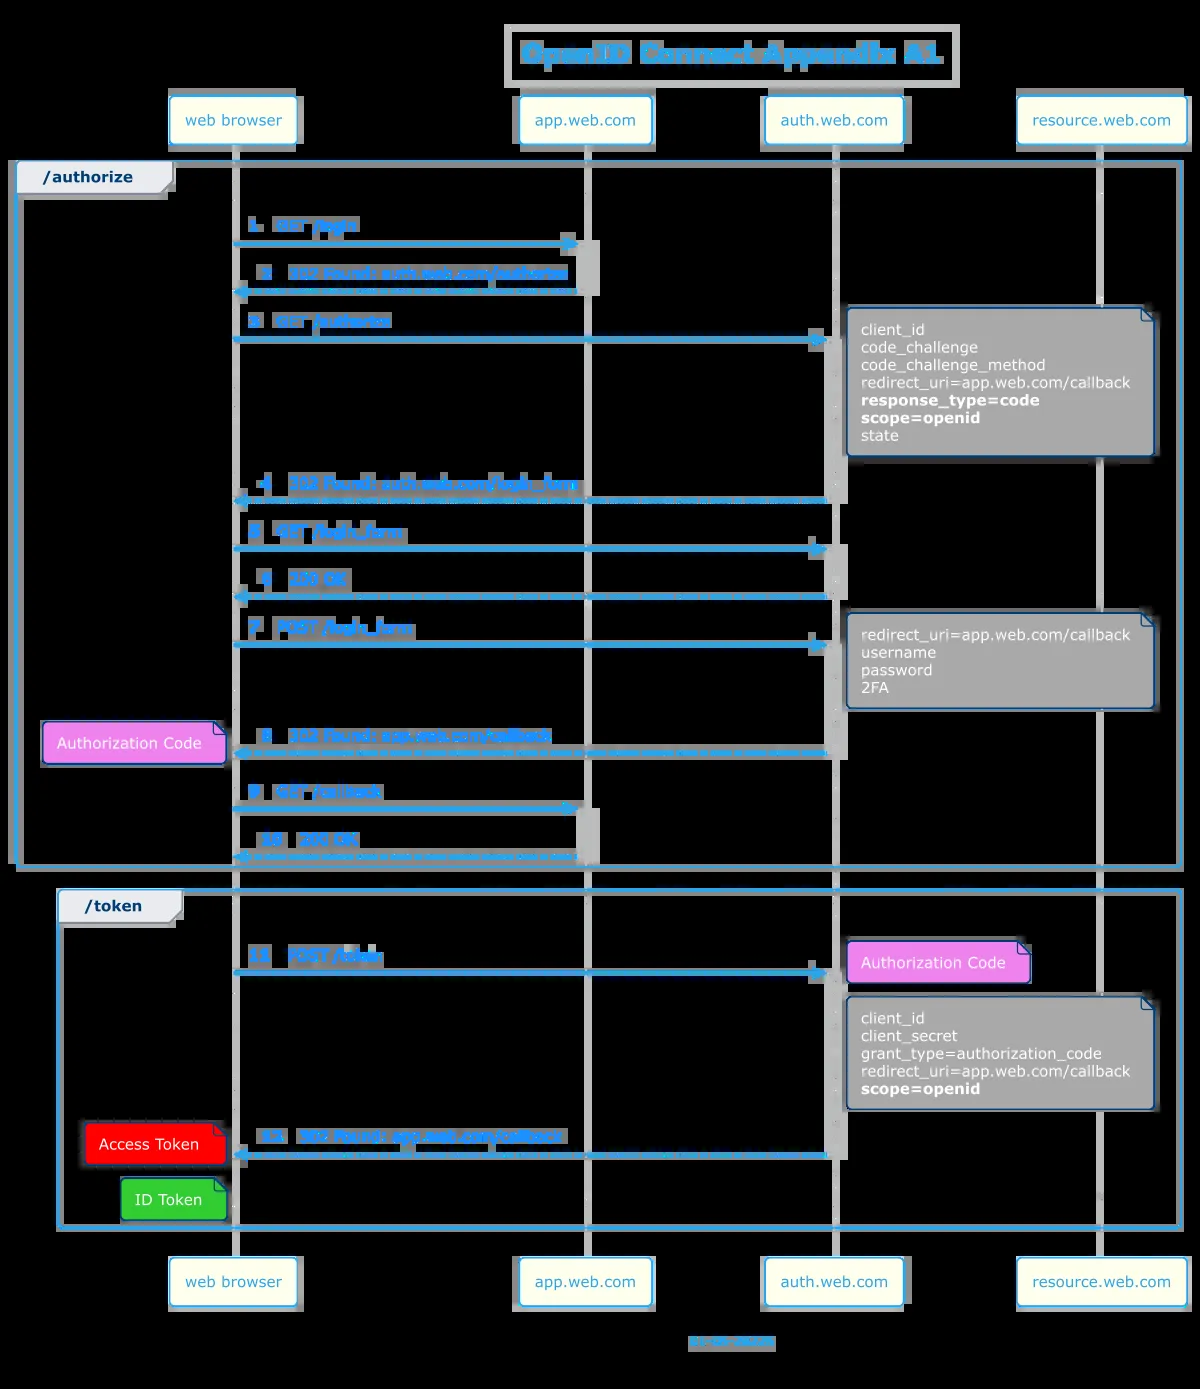 OpenID Connect Appendix A1
web browser
app.web.com
auth.web.com
resource.web.com
/authorize
1 GET /login
2 302 Found: auth.web.com/authorize
3 GET /authorize
client_id
code_challenge
code_challenge_method
redirect_uri=app.web.com/callback
response_type=code
scope=openid
state
4 302 Found: auth.web.com/login_form
5 GET /login_form
6 200 OK
7 POST /login_form
redirect_uri=app.web.com/callback
username
password
2FA
Authorization Code
8 302 Found: app.web.com/callback
9 GET /callback
10 200 OK
/token
11 POST /token
Authorization Code
client_id
client_secret
grant_type=authorization_code
redirect_uri=app.web.com/callback
scope=openid
12 302 Found: app.web.com/callback
Access Token
ID Token
web browser
app.web.com
auth.web.com
resource.web.com